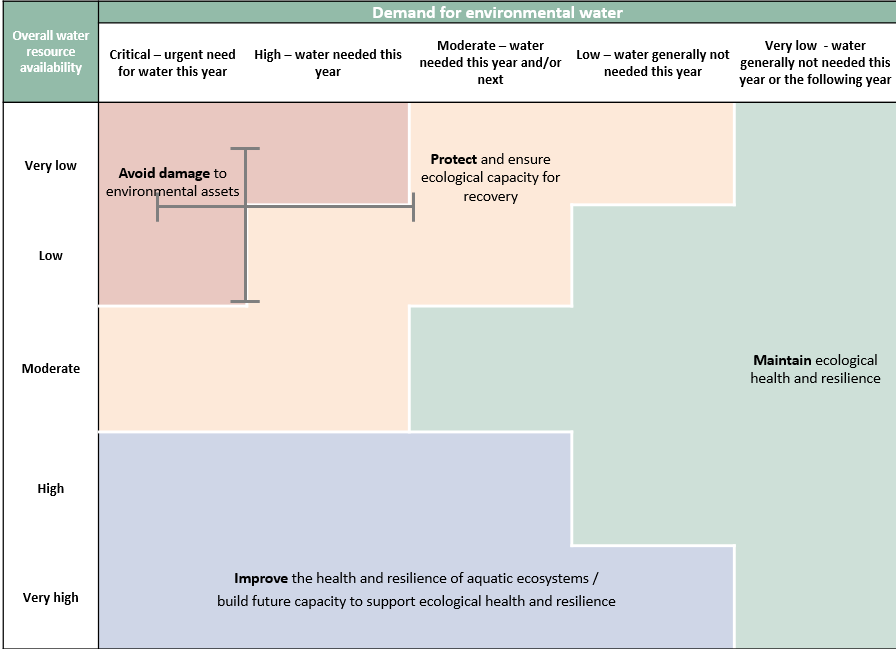 Demand for environmental water
Overall water
resource
availability
Critical – urgent need
for water this year
High – water needed this
year
Moderate – water
needed this year and/or
next
Low – water generally not
needed this year
Very low  - water
generally not needed this
year or the following year
Very low
Avoid damage to
environmental assets
Protect and ensure
ecological capacity for
recovery
Low
Moderate
Maintain ecological
health and resilience
High
Very high
Improve the health and resilience of aquatic ecosystems /
build future capacity to support ecological health and resilience